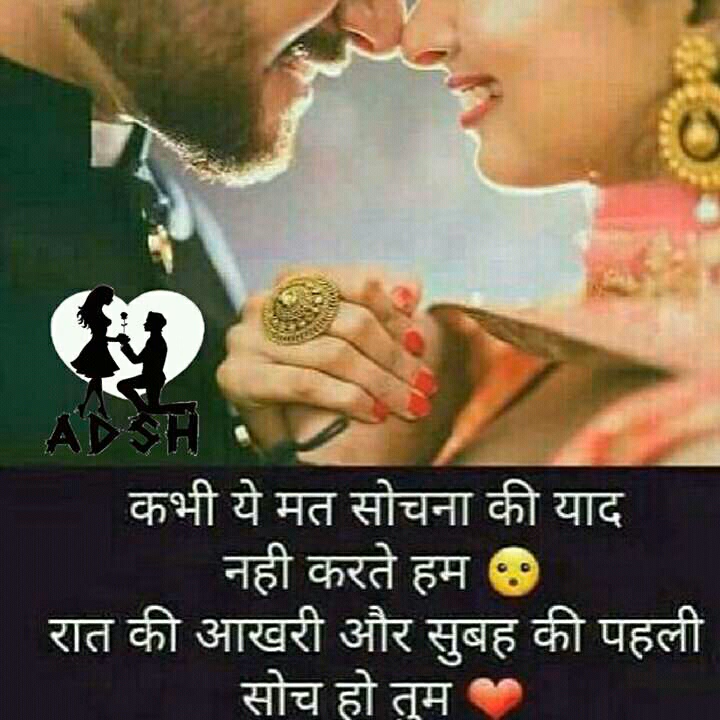 ADSH
कभी ये मत सोचना की याद
नही करते हम 😯
रात की आखरी और सुबह की पहली
सोच हो तुम ❤